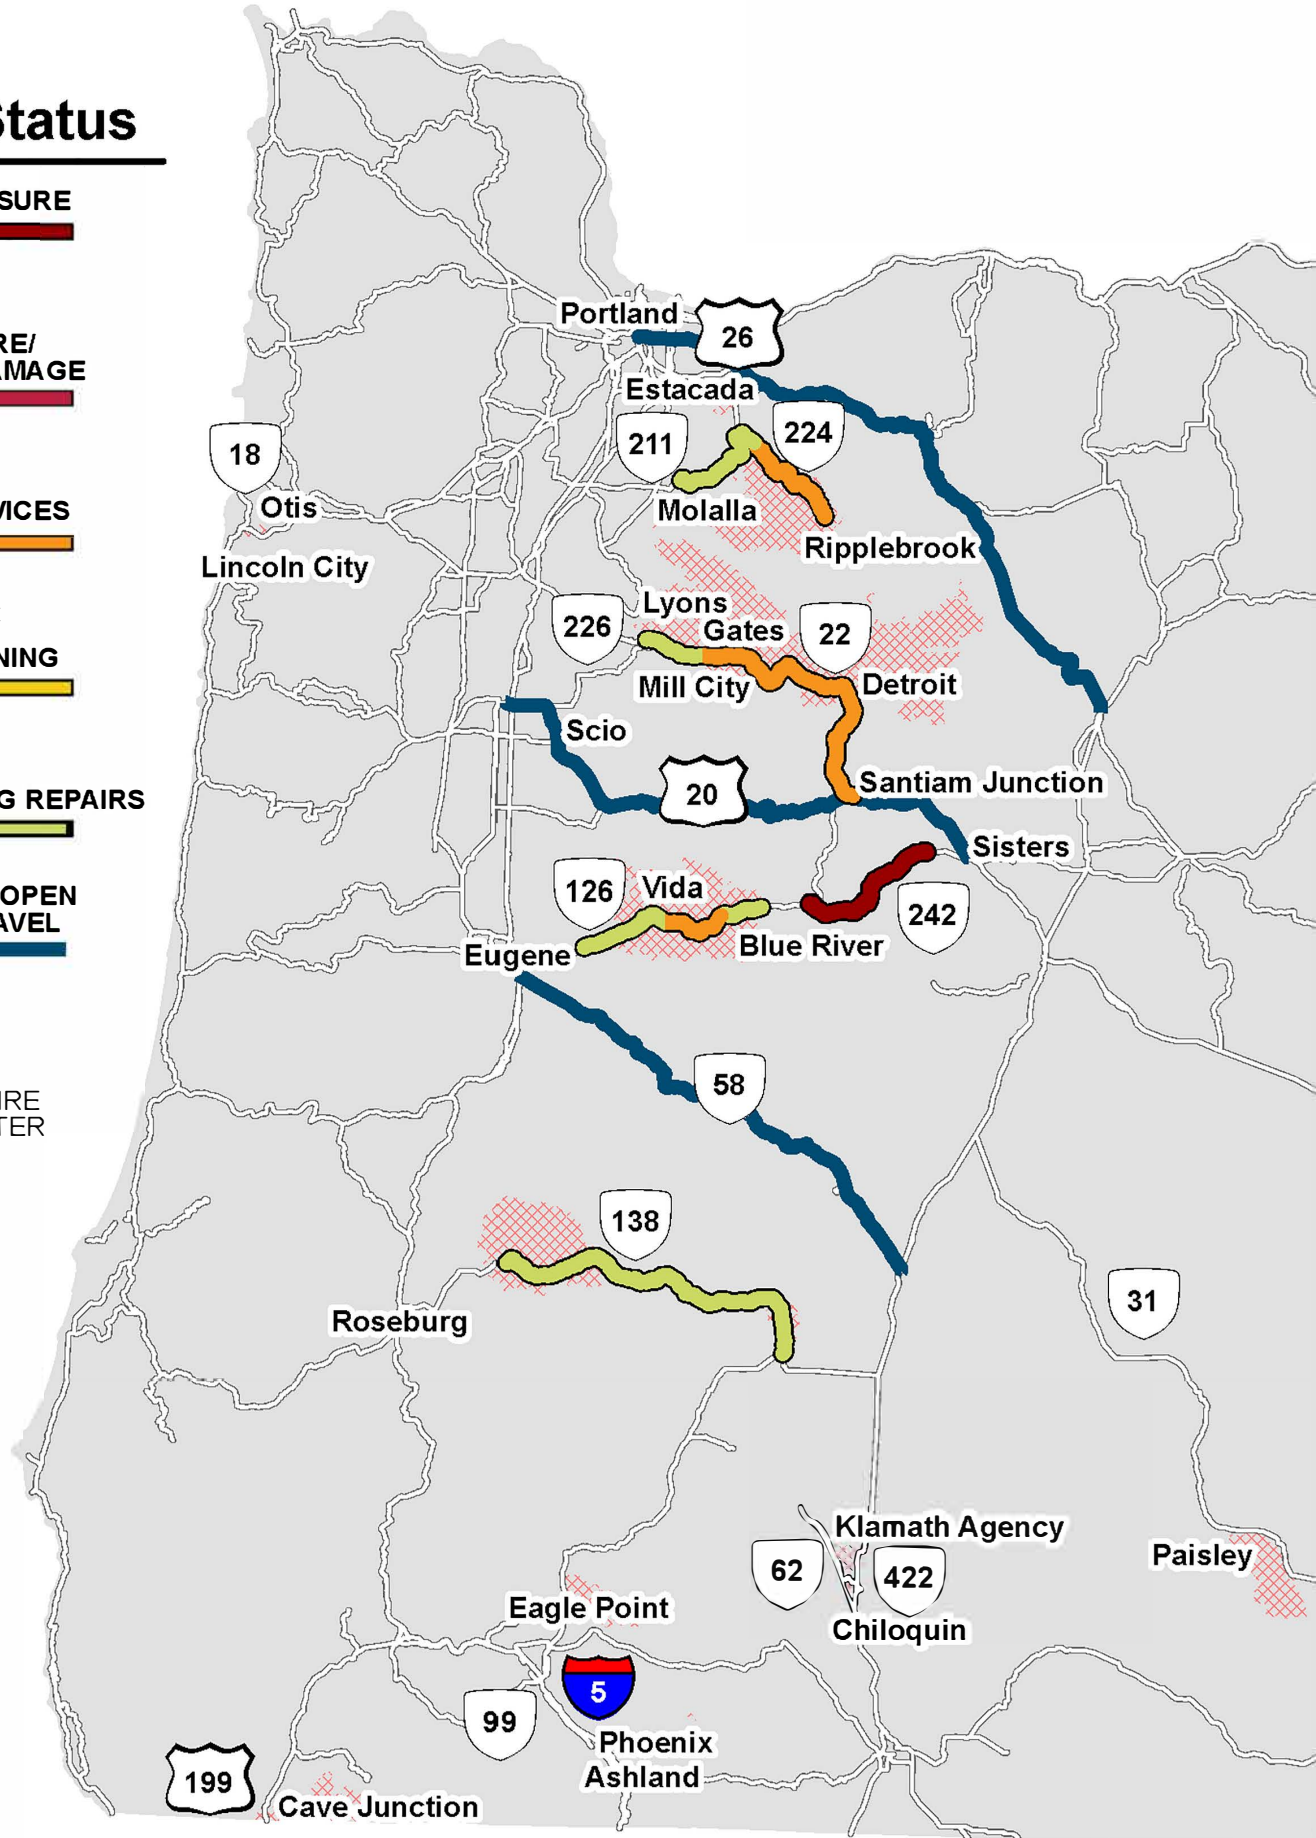 Status
SURE
RE/
AMAGE
VICES
NING
G REPAIRS
OPEN
AVEL
IRE
TER
Portland
26
Estacada
211
224
18
Otis
Molalla
Ripplebrook
Lincoln City
Lyons
226
Gates
22
Mill City
Detroit
Scio
20
Santiam Junction
Sisters
126
Vida
242
Blue River
Eugene
58
138
31
Roseburg
Klamath Agency
Paisley
62
422
Eagle Point
Chiloquin
5
99
Phoenix
Ashland
199
Cave Junction